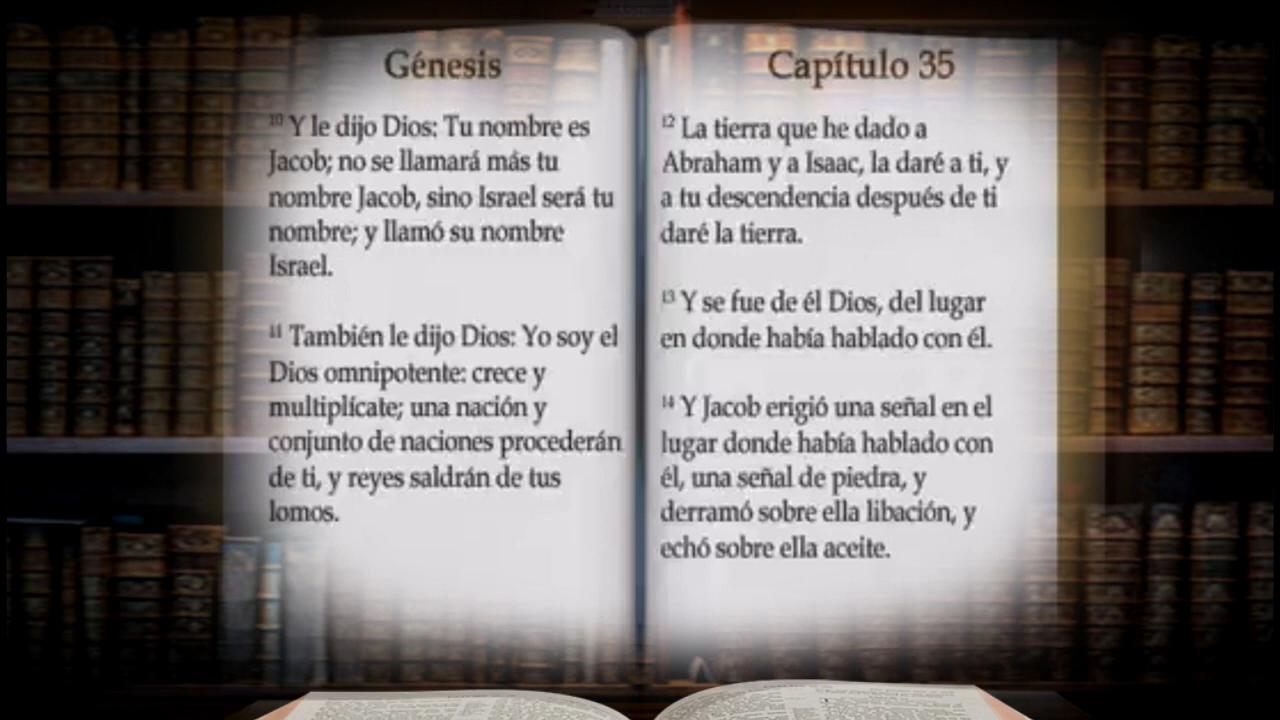 Génesis
10 Y le dijo Dios: Tu nombre es
Jacob; no se llamará más tu
nombre Jacob, sino Israel será tu
nombre; y llamó su nombre
Israel.
11 También le dijo Dios: Yo soy el
Dios omnipotente: crece y
multiplícate; una nación y
conjunto de naciones procederán
de ti, y reyes saldrán de tus
lomos.
Capítulo 35
12 La tierra que he dado a
Abraham y a Isaac, la daré a ti, y
a tu descendencia después de ti
daré la tierra.
13 Y se fue de él Dios, del lugar
en donde había hablado con él.
14 Y Jacob erigió una señal en el
lugar donde había hablado con
él, una señal de piedra, y
derramó sobre ella libación, y
echó sobre ella aceite.